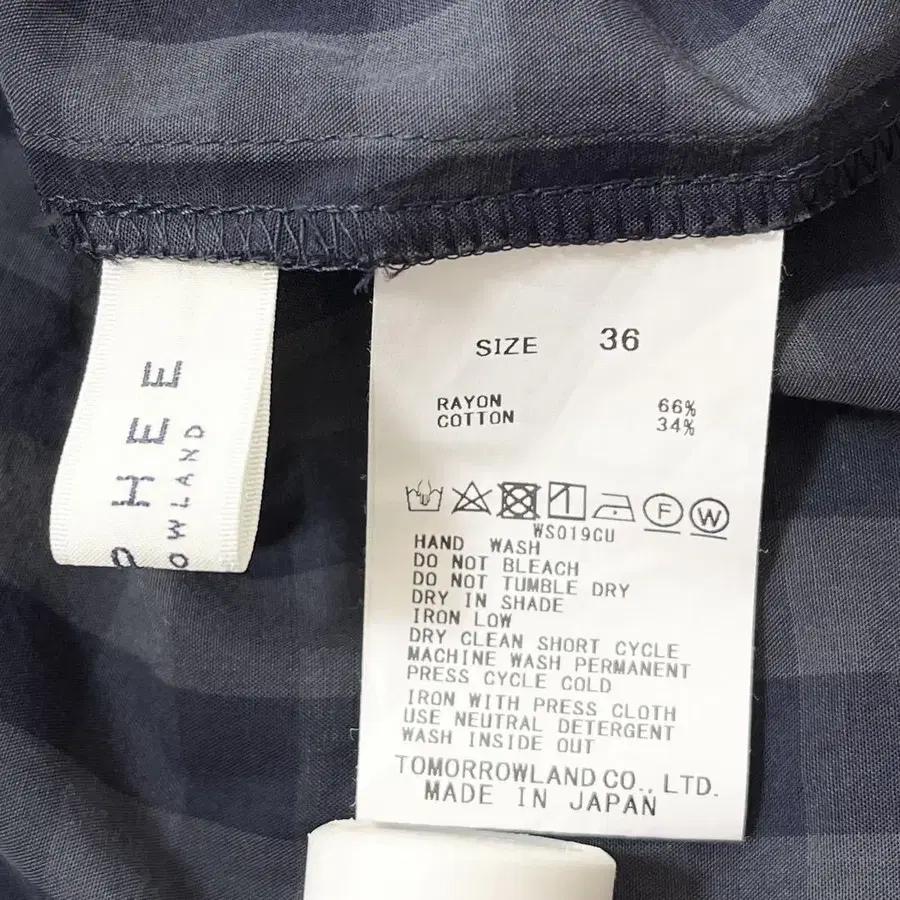 HEE
OWLAND
SIZE 36
RAYON 66%
COTTON 34%
F W
WS019CU
HAND WASH
DO NOT BLEACH
DO NOT TUMBLE DRY
DRY IN SHADE
IRON LOW
DRY CLEAN SHORT CYCLE
MACHINE WASH PERMANENT
PRESS CYCLE COLD
IRON WITH PRESS CLOTH
USE NEUTRAL DETERGENT
WASH INSIDE OUT
TOMORROWLAND CO., LTD.
MADE IN JAPAN